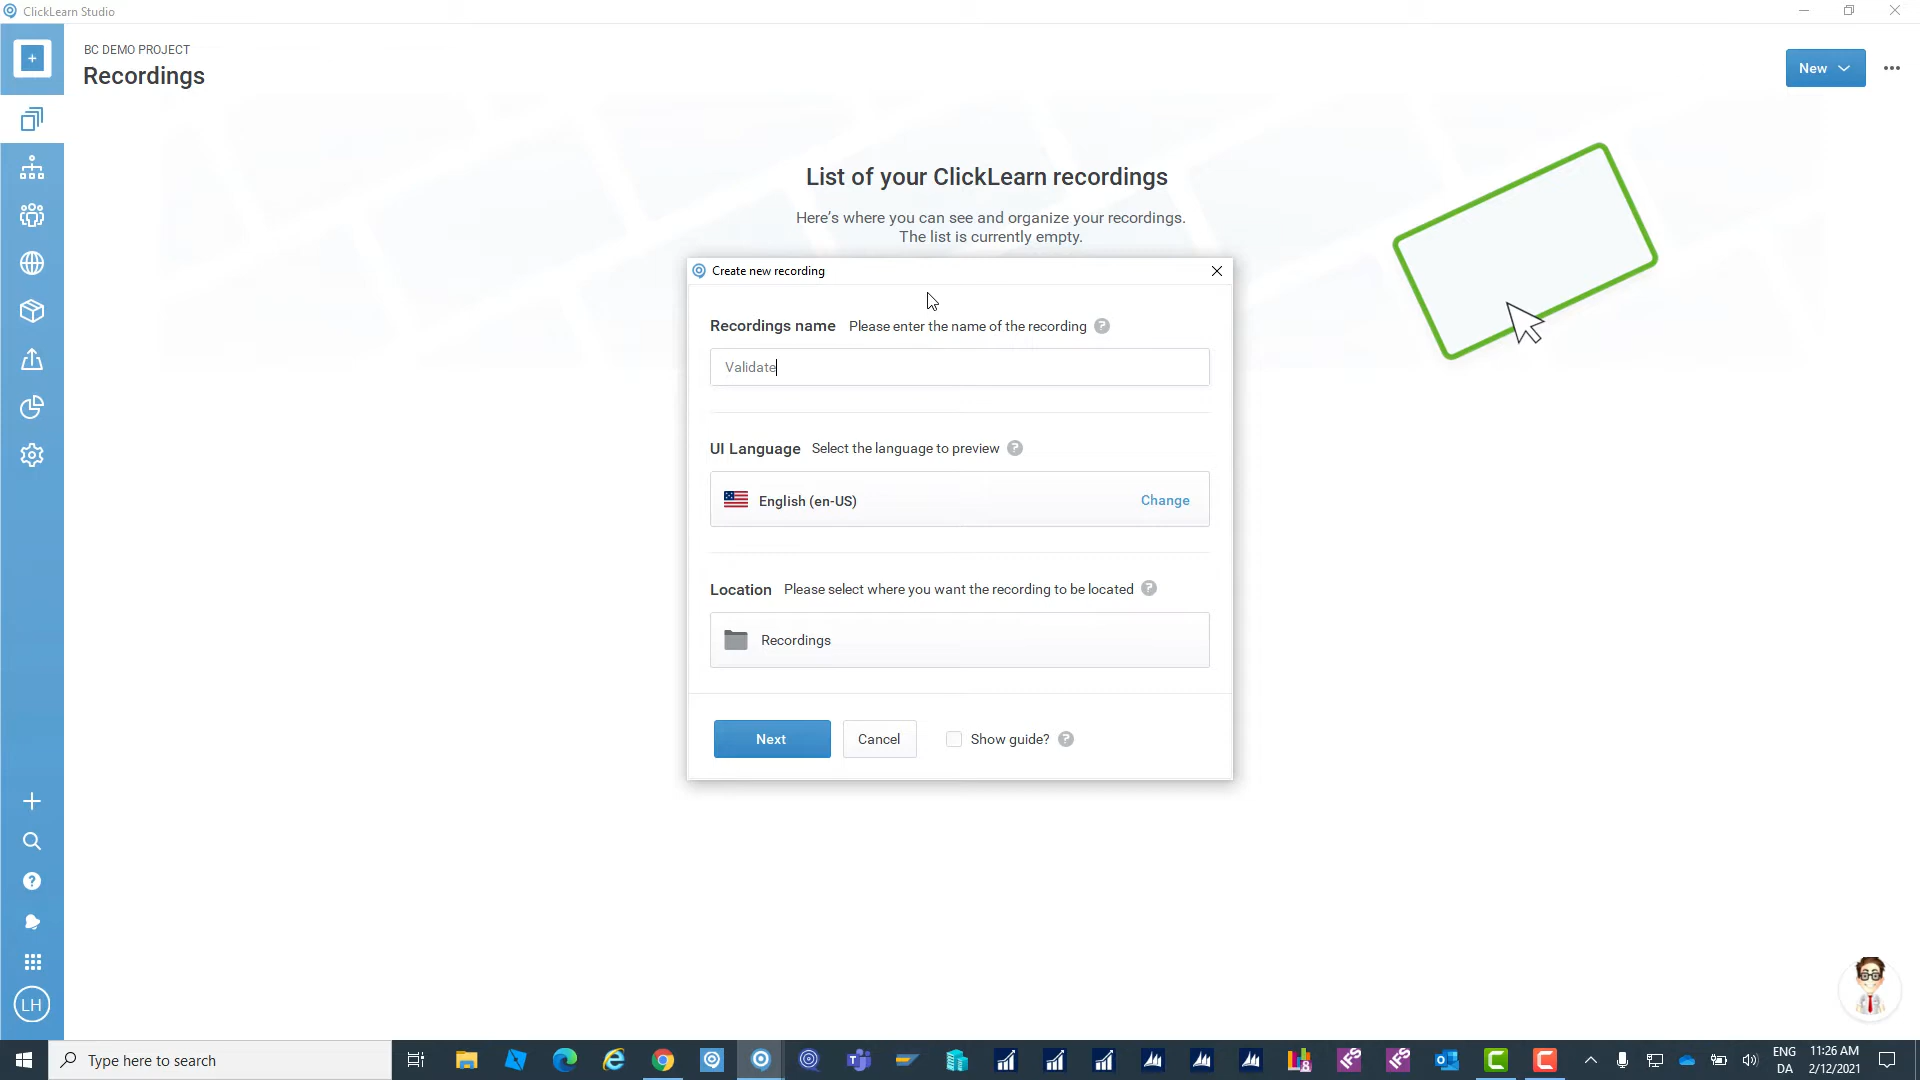 ClickLearn Studio
BC DEMO PROJECT
Recordings
New
List of your ClickLearn recordings
Here’s where you can see and organize your recordings.
The list is currently empty.
Create new recording
Recordings name Please enter the name of the recording ?
Validate
UI Language Select the language to preview ?
English (en-US) Change
Location Please select where you want the recording to be located ?
Recordings
Next Cancel Show guide? ?
LH
Type here to search
IFS
IFS
ENG
DA
11:26 AM
2/12/2021